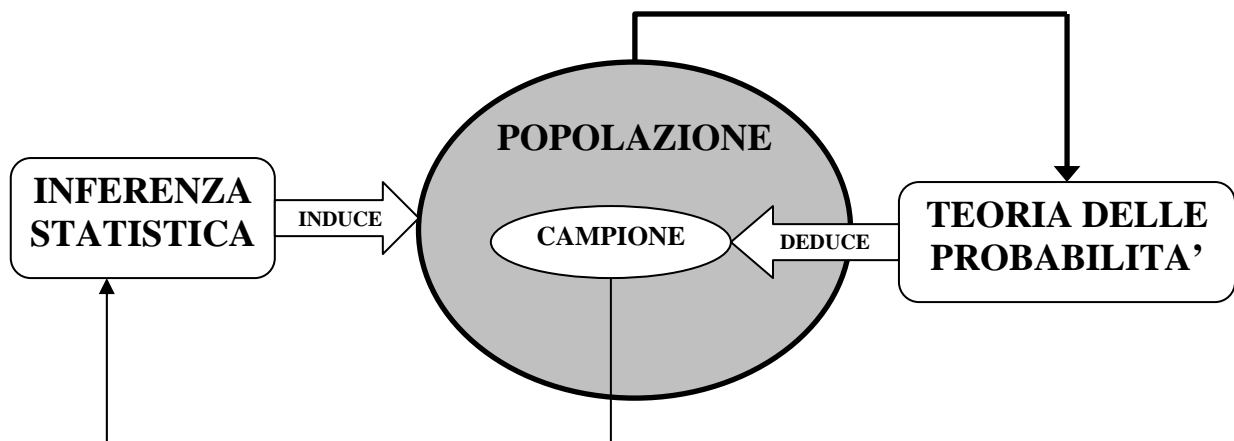 POPOLAZIONE
INFERENZA
STATISTICA
INDUCE
CAMPIONE
DEDUCE
TEORIA DELLE
PROBABILITA’